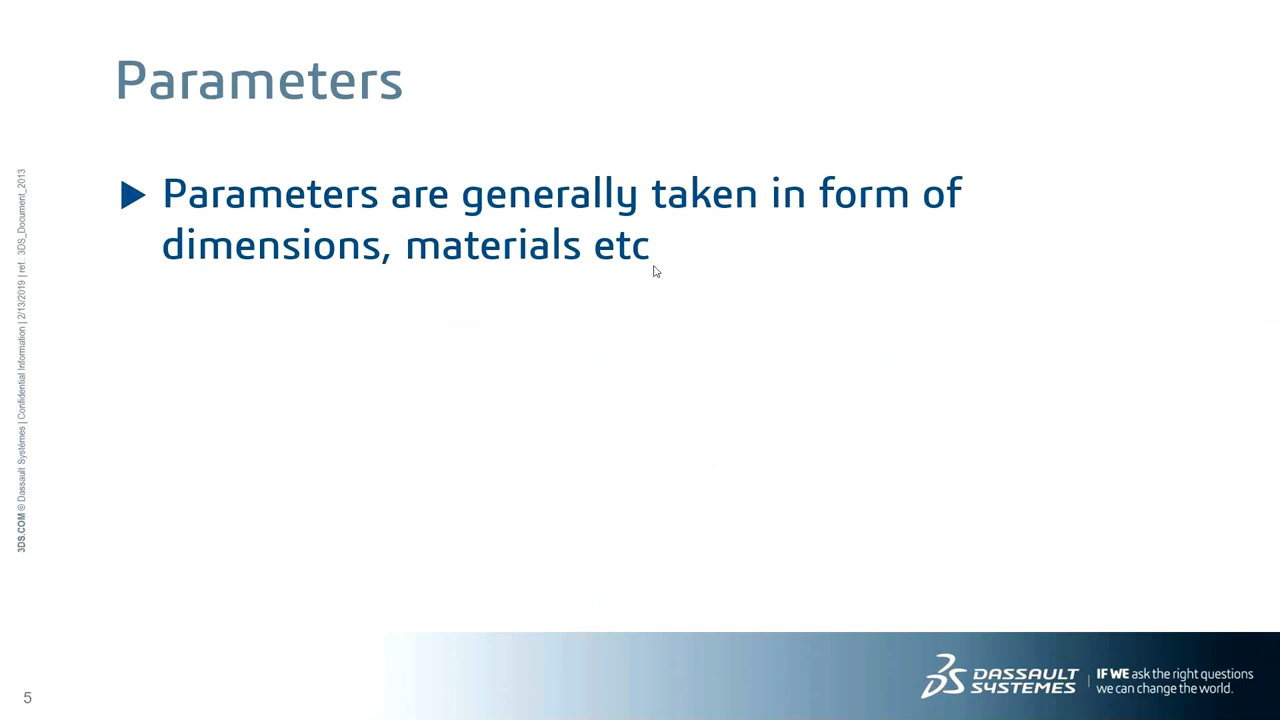 Parameters
Parameters are generally taken in form of
dimensions, materials etc
3DS.COM © Dassault Systèmes | Confidential Information | 2/13/2019 | ref.: 3DS_Document_2013
5
3S DASSAULT
SYSTEMES
IF WE ask the right questions
we can change the world.